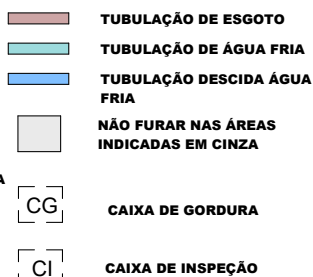 TUBULAÇÃO DE ESGOTO
TUBULAÇÃO DE ÁGUA FRIA
TUBULAÇÃO DESCIDA ÁGUA
FRIA
NÃO FURAR NAS ÁREAS
INDICADAS EM CINZA
A
CG
CAIXA DE GORDURA
CI
CAIXA DE INSPEÇÃO